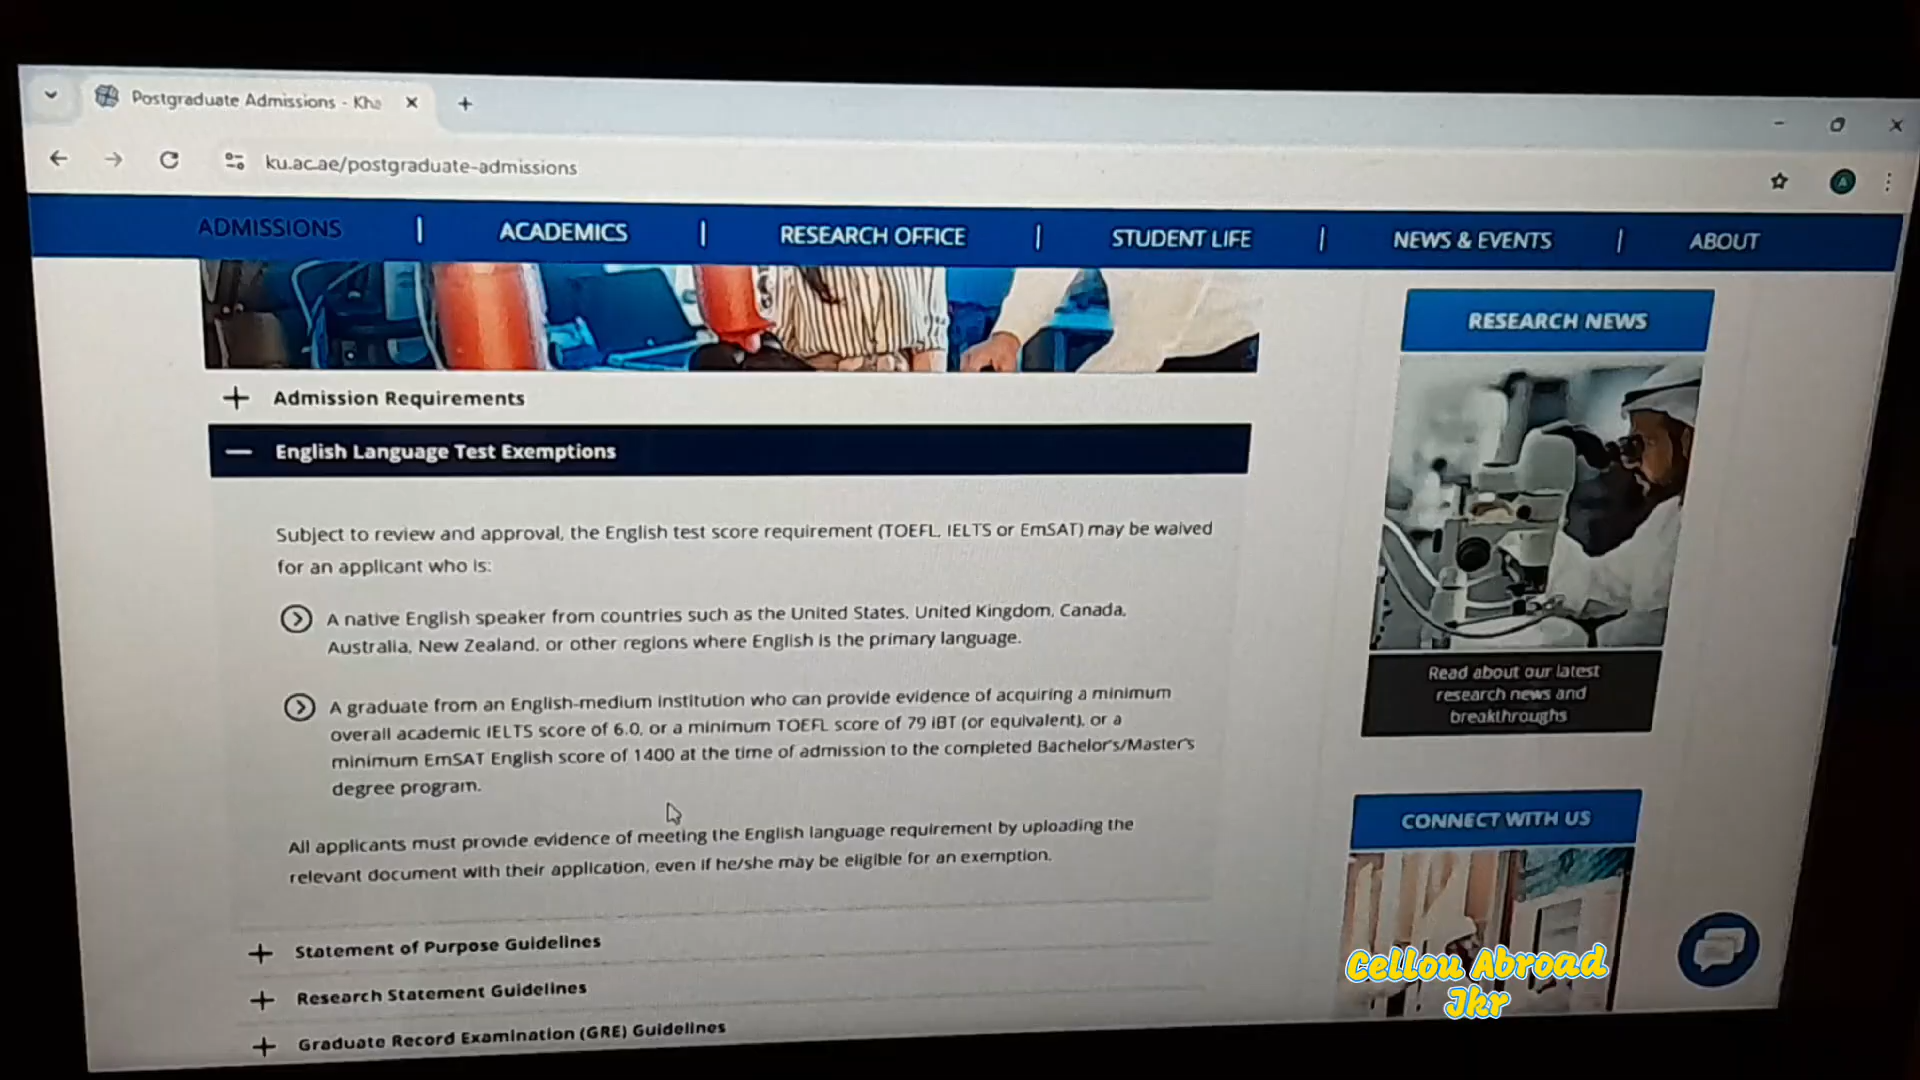 Postgraduate Admissions - Kha
ku.ac.ae/postgraduate-admissions
A
ADMISSIONS | ACADEMICS | RESEARCH OFFICE | STUDENT LIFE | NEWS & EVENTS | ABOUT
Admission Requirements
English Language Test Exemptions
Subject to review and approval, the English test score requirement (TOEFL, IELTS or EmSAT) may be waived
for an applicant who is:
A native English speaker from countries such as the United States, United Kingdom, Canada,
Australia, New Zealand, or other regions where English is the primary language.
A graduate from an English-medium institution who can provide evidence of acquiring a minimum
overall academic IELTS score of 6.0, or a minimum TOEFL score of 79 iBT (or equivalent), or a
minimum EmSAT English score of 1400 at the time of admission to the completed Bachelor's/Master's
degree program.
All applicants must provide evidence of meeting the English language requirement by uploading the
relevant document with their application, even if he/she may be eligible for an exemption.
Statement of Purpose Guidelines
Research Statement Guidelines
Graduate Record Examination (GRE) Guidelines
RESEARCH NEWS
Read about our latest
research news and
breakthroughs
CONNECT WITH US
Cellou Abroad
Jkr